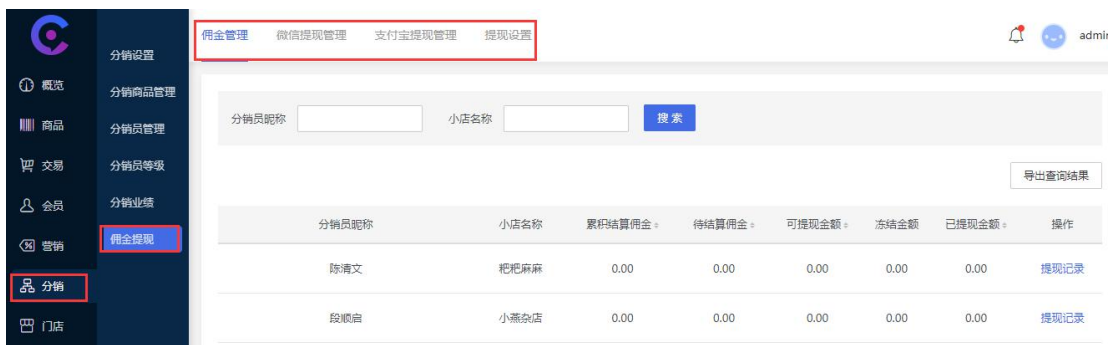 佣金管理 微信提现管理 支付宝提现管理 提现设置 admin
分销设置
概览 分销商品管理
商品 分销员管理 分销员昵称 小店名称 搜索
交易 分销员等级 导出查询结果
会员 分销业绩
营销 佣金提现 分销员昵称 小店名称 累积结算佣金 待结算佣金 可提现金额 冻结金额 已提现金额 操作
分销 陈清文 粑粑麻麻 0.00 0.00 0.00 0.00 0.00 提现记录
门店 段顺启 小燕杂店 0.00 0.00 0.00 0.00 0.00 提现记录